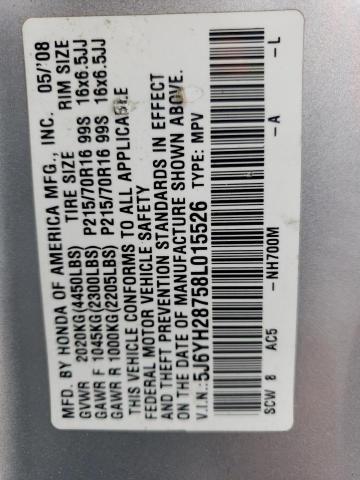 MFD. BY HONDA OF AMERICA MFG., INC. 05/'08
GVWR 2020KG(4450LBS) TIRE SIZE RIM SIZE
GAWR F 1045KG(2300LBS) P215/70R16 99S 16x6.5JJ
GAWR R 1000KG(2205LBS) P215/70R16 99S 16x6.5JJ
THIS VEHICLE CONFORMS TO ALL APPLICABLE
FEDERAL MOTOR VEHICLE SAFETY
AND THEFT PREVENTION STANDARDS IN EFFECT
ON THE DATE OF MANUFACTURE SHOWN ABOVE.
V.I.N.: 5J6YH28758L015526 TYPE: MPV
SCW 8 AC5 -NH700M -A -L